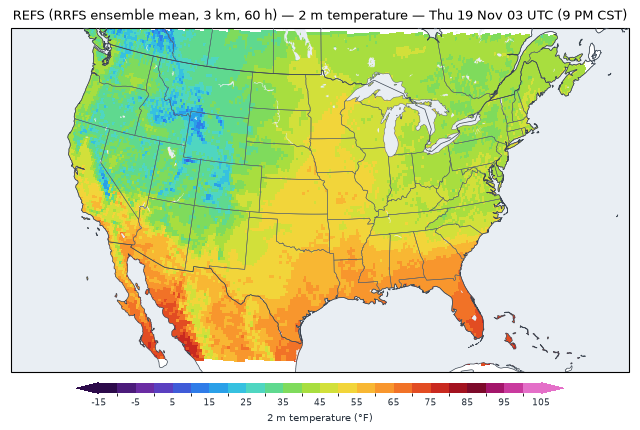 REFS (RRFS ensemble mean, 3 km, 60 h) — 2 m temperature — Thu 19 Nov 03 UTC (9 PM CST)
-15 -5 5 15 25 35 45 55 65 75 85 95 105
2 m temperature (°F)